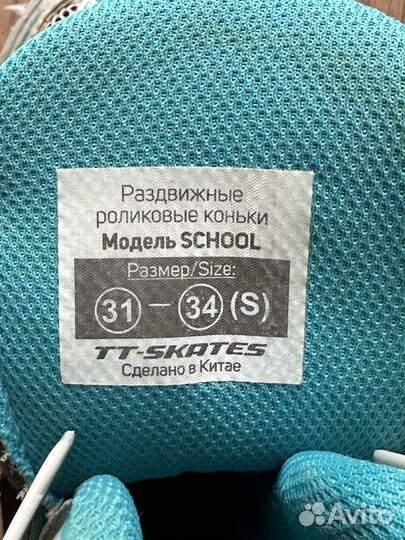 Раздвижные
роликовые коньки
Модель SCHOOL
Размер/Size:
31 – 34 (S)
TT-SKATES
Сделано в Китае
Avito